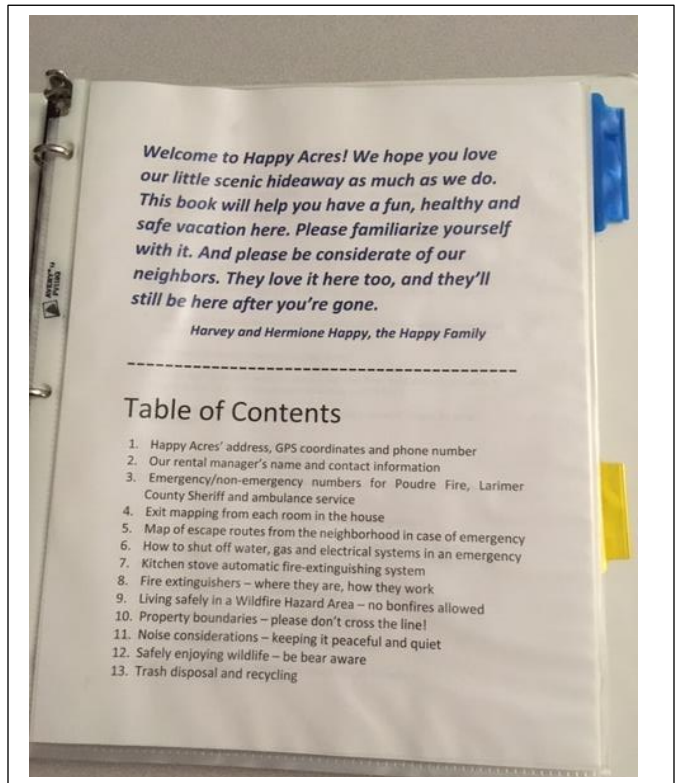 Welcome to Happy Acres! We hope you love
our little scenic hideaway as much as we do.
This book will help you have a fun, healthy and
safe vacation here. Please familiarize yourself
with it. And please be considerate of our
neighbors. They love it here too, and they'll
still be here after you're gone.
Harvey and Hermione Happy, the Happy Family
-------------------------------------------
Table of Contents
1. Happy Acres' address, GPS coordinates and phone number
2. Our rental manager's name and contact information
3. Emergency/non-emergency numbers for Poudre Fire, Larimer
County Sheriff and ambulance service
4. Exit mapping from each room in the house
5. Map of escape routes from the neighborhood in case of emergency
6. How to shut off water, gas and electrical systems in an emergency
7. Kitchen stove automatic fire-extinguishing system
8. Fire extinguishers – where they are, how they work
9. Living safely in a Wildfire Hazard Area – no bonfires allowed
10. Property boundaries – please don't cross the line!
11. Noise considerations – keeping it peaceful and quiet
12. Safely enjoying wildlife – be bear aware
13. Trash disposal and recycling
AVERY